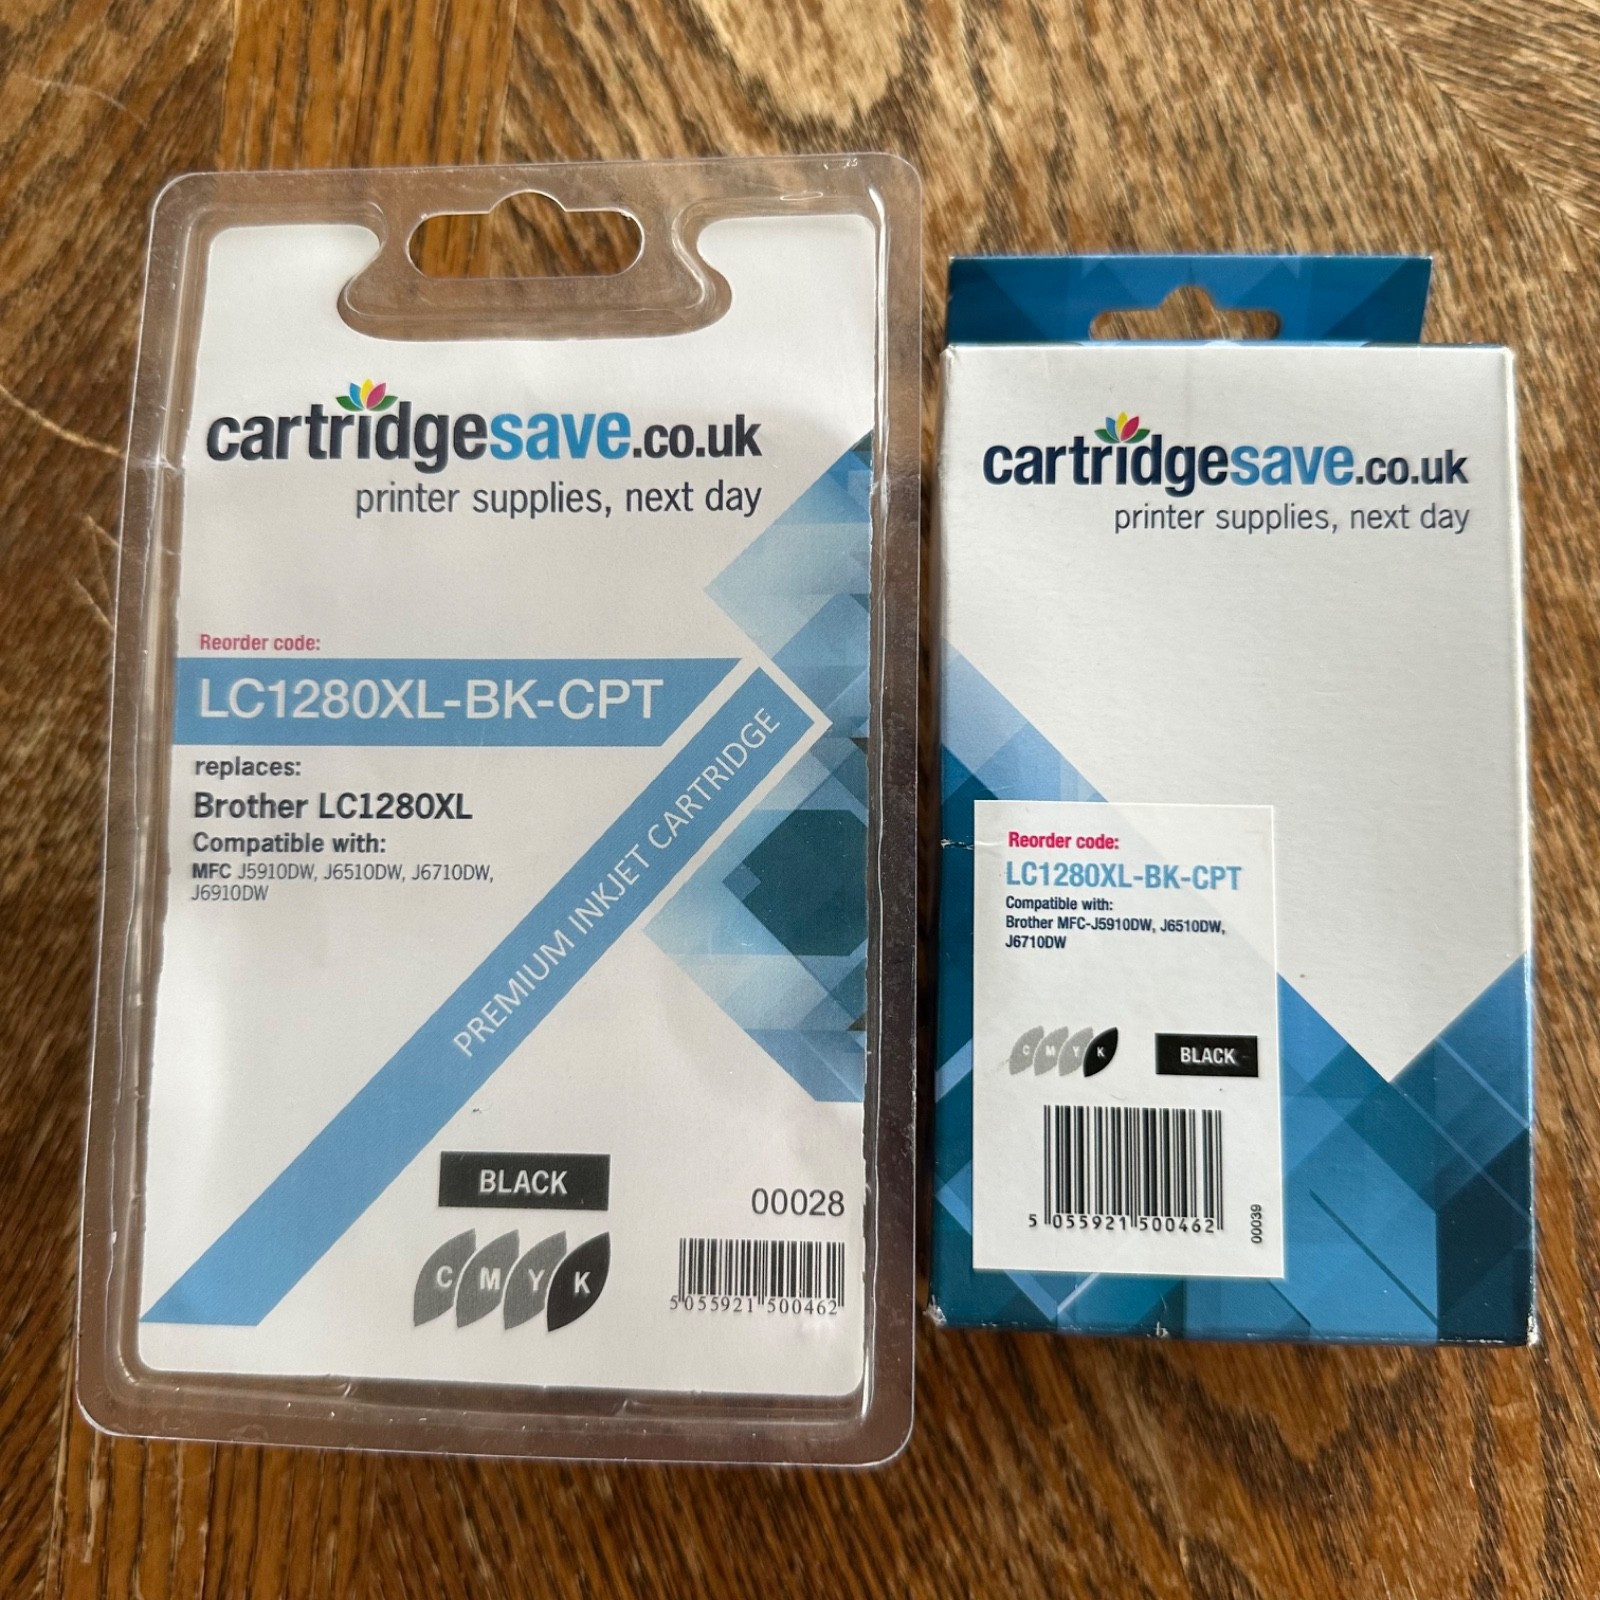 cartridgesave.co.uk
printer supplies, next day
Reorder code:
LC1280XL-BK-CPT
replaces:
Brother LC1280XL
Compatible with:
MFC J5910DW, J6510DW, J6710DW,
J6910DW
PREMIUM INKJET CARTRIDGE
BLACK
C M Y K
00028
5 055921 500462
cartridgesave.co.uk
printer supplies, next day
Reorder code:
LC1280XL-BK-CPT
Compatible with:
Brother MFC-J5910DW, J6510DW,
J6710DW
C M Y K
BLACK
5 055921 500462
00039